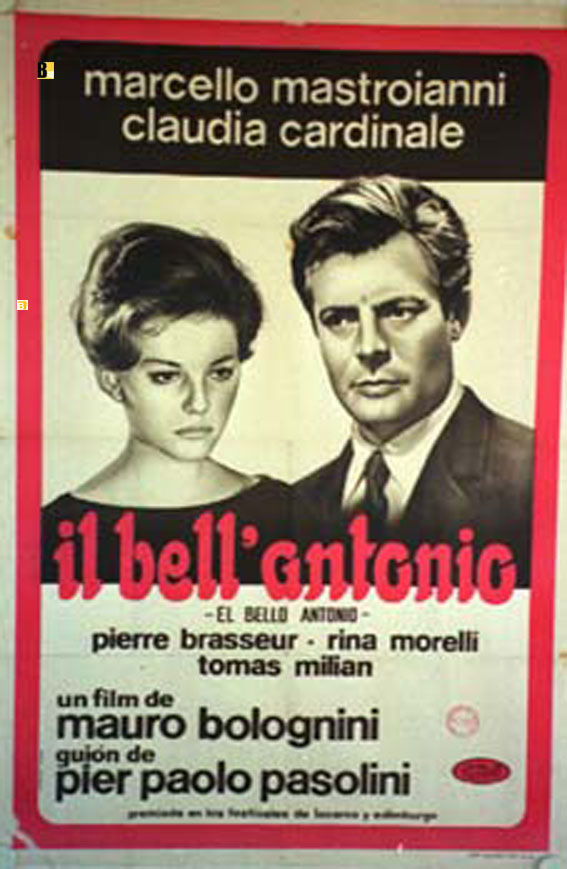 marcello mastroianni
claudia cardinale
il bell'antonio
- EL BELLO ANTONIO -
pierre brasseur - rina morelli
tomas milian
un film de
mauro bolognini
guión de
pier paolo pasolini
premiada en los festivales de locarno y edimburgo